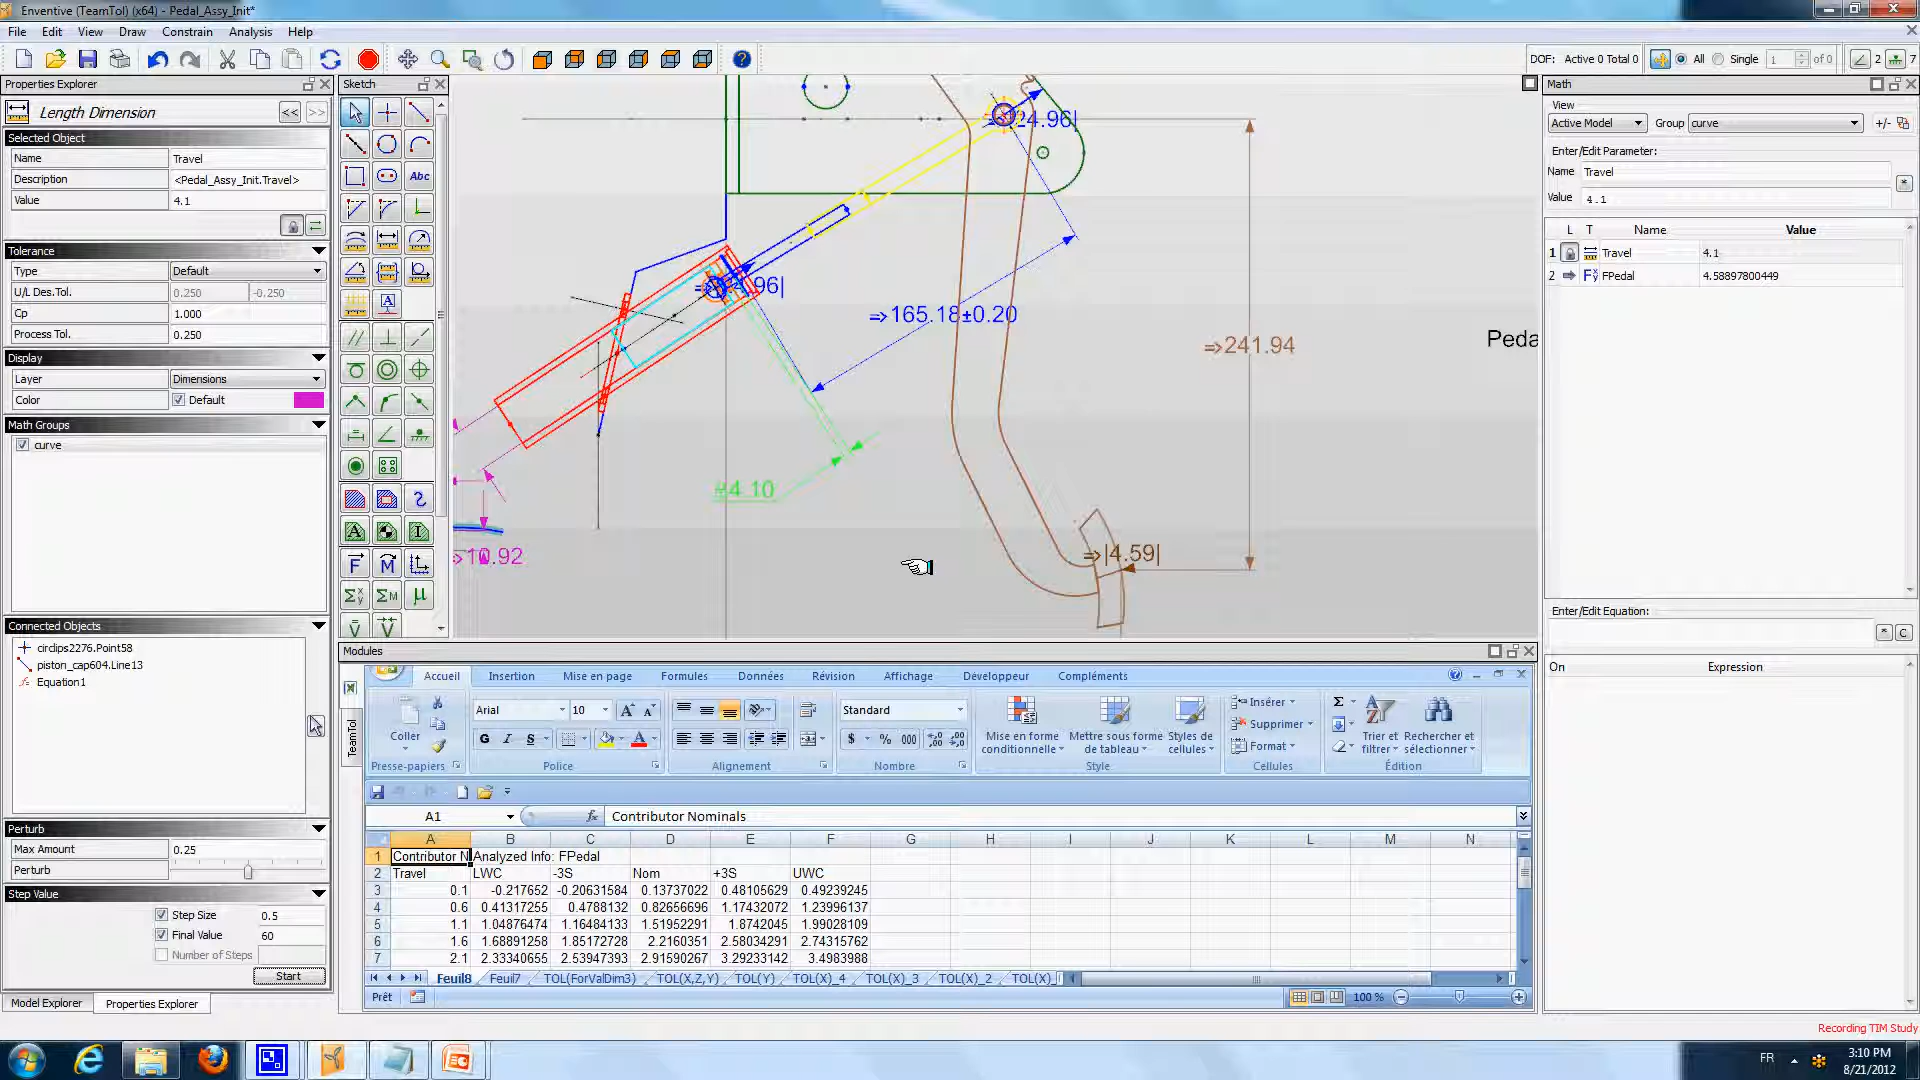 Enventive (TeamTol) (x64) - Pedal_Assy_Init*
File Edit View Draw Constrain Analysis Help
DOF: Active 0 Total 0 All Single 1 of 0 2 7
Properties Explorer
Length Dimension << >>
Selected Object
Name Travel
Description <Pedal_Assy_Init.Travel>
Value 4.1
Tolerance
Type Default
U/L Des.Tol. 0.250 -0.250
Cp 1.000
Process Tol. 0.250
Display
Layer Dimensions
Color Default
Math Groups
curve
Connected Objects
circlips2276.Point58
piston_cap604.Line13
Equation1
Perturb
Max Amount 0.25
Perturb
Step Value
Step Size 0.5
Final Value 60
Number of Steps
Start
Model Explorer Properties Explorer
Sketch
Abc
=>165.18±0.20
=>241.94
#4.10
=>|4.59|
Peda
Math
View
Active Model Group curve +/-
Enter/Edit Parameter:
Name Travel
Value 4.1
L T Name Value
1 Travel 4.1
2 FPedal 4.58897800449
Enter/Edit Equation:
On Expression
Modules
TeamTol
Accueil Insertion Mise en page Formules Données Révision Affichage Développeur Compléments
Coller
Presse-papiers
Arial 10
G I S
Police
Alignement
Standard
$ % 000
Nombre
Mise en forme conditionnelle
Mettre sous forme de tableau
Styles de cellules
Style
Insérer
Supprimer
Format
Cellules
Trier et filtrer
Rechercher et sélectionner
Édition
A1 fx Contributor Nominals
A B C D E F G H I J K L M N
1 Contributor N Analyzed Info: FPedal
2 Travel LWC -3S Nom +3S UWC
3 0.1 -0.217652 -0.20631584 0.13737022 0.48105629 0.49239245
4 0.6 0.41317255 0.4788132 0.82656696 1.17432072 1.23996137
5 1.1 1.04876474 1.16484133 1.51952291 1.8742045 1.99028109
6 1.6 1.68891258 1.85172728 2.2160351 2.58034291 2.74315762
7 2.1 2.33340655 2.53947393 2.91590267 3.29233142 3.4983988
Feuil8 Feuil7 TOL(ForValDim3) TOL(X,Z,Y) TOL(Y) TOL(X)_4 TOL(X)_3 TOL(X)_2 TOL(X)_
Prêt 100 %
Recording TIM Study
FR 3:10 PM
8/21/2012